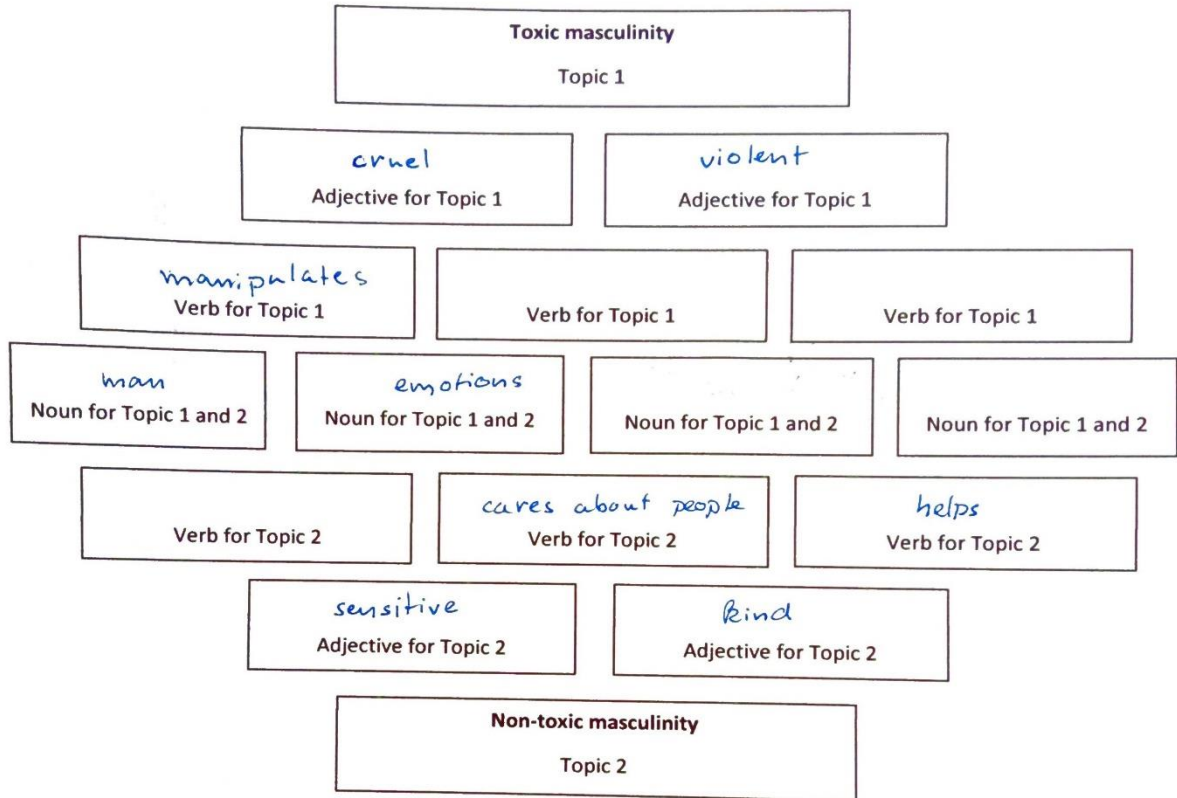 Toxic masculinity
Topic 1
cruel
Adjective for Topic 1
violent
Adjective for Topic 1
manipulates
Verb for Topic 1
Verb for Topic 1
Verb for Topic 1
man
Noun for Topic 1 and 2
emotions
Noun for Topic 1 and 2
Noun for Topic 1 and 2
Noun for Topic 1 and 2
Verb for Topic 2
cares about people
Verb for Topic 2
helps
Verb for Topic 2
sensitive
Adjective for Topic 2
kind
Adjective for Topic 2
Non-toxic masculinity
Topic 2